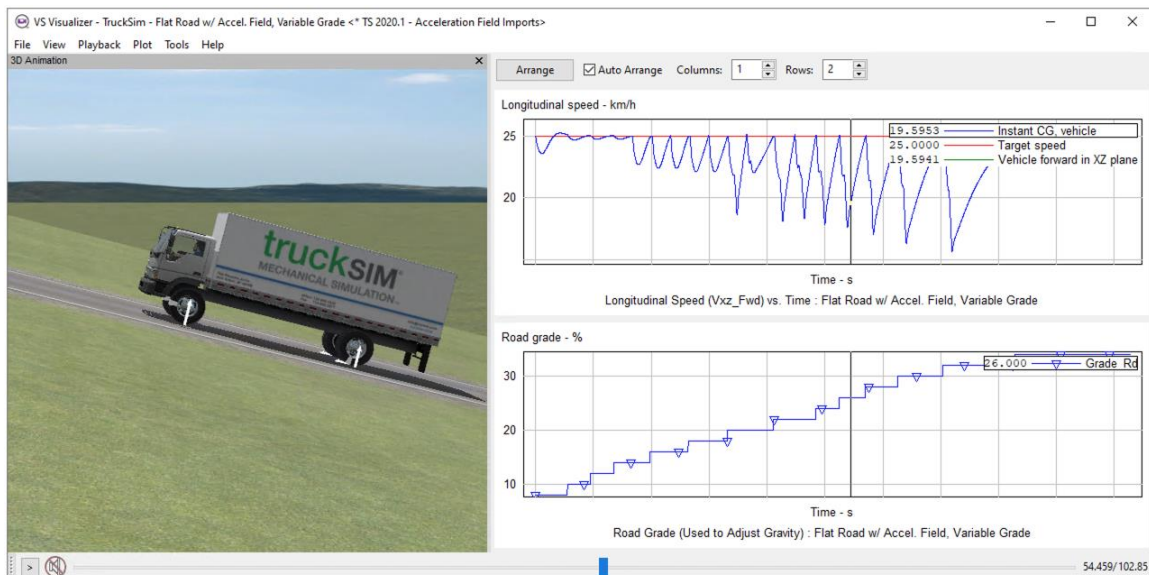 VS Visualizer - TruckSim - Flat Road w/ Accel. Field, Variable Grade <* TS 2020.1 - Acceleration Field Imports>
File View Playback Plot Tools Help
3D Animation
truckSIM
MECHANICAL SIMULATION
Arrange Auto Arrange Columns: 1 Rows: 2
Longitudinal speed - km/h
25
20
19.5953 Instant CG, vehicle
25.0000 Target speed
19.5941 Vehicle forward in XZ plane
Time - s
Longitudinal Speed (Vxz_Fwd) vs. Time : Flat Road w/ Accel. Field, Variable Grade
Road grade - %
30
20
10
26.000 Grade Rd
Time - s
Road Grade (Used to Adjust Gravity) : Flat Road w/ Accel. Field, Variable Grade
>
54.459/102.85